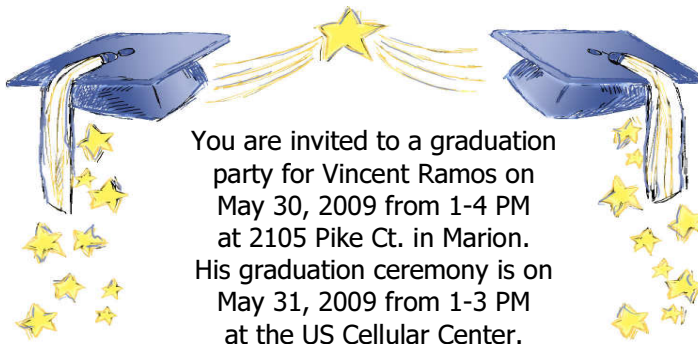 You are invited to a graduation
party for Vincent Ramos on
May 30, 2009 from 1-4 PM
at 2105 Pike Ct. in Marion.
His graduation ceremony is on
May 31, 2009 from 1-3 PM
at the US Cellular Center.